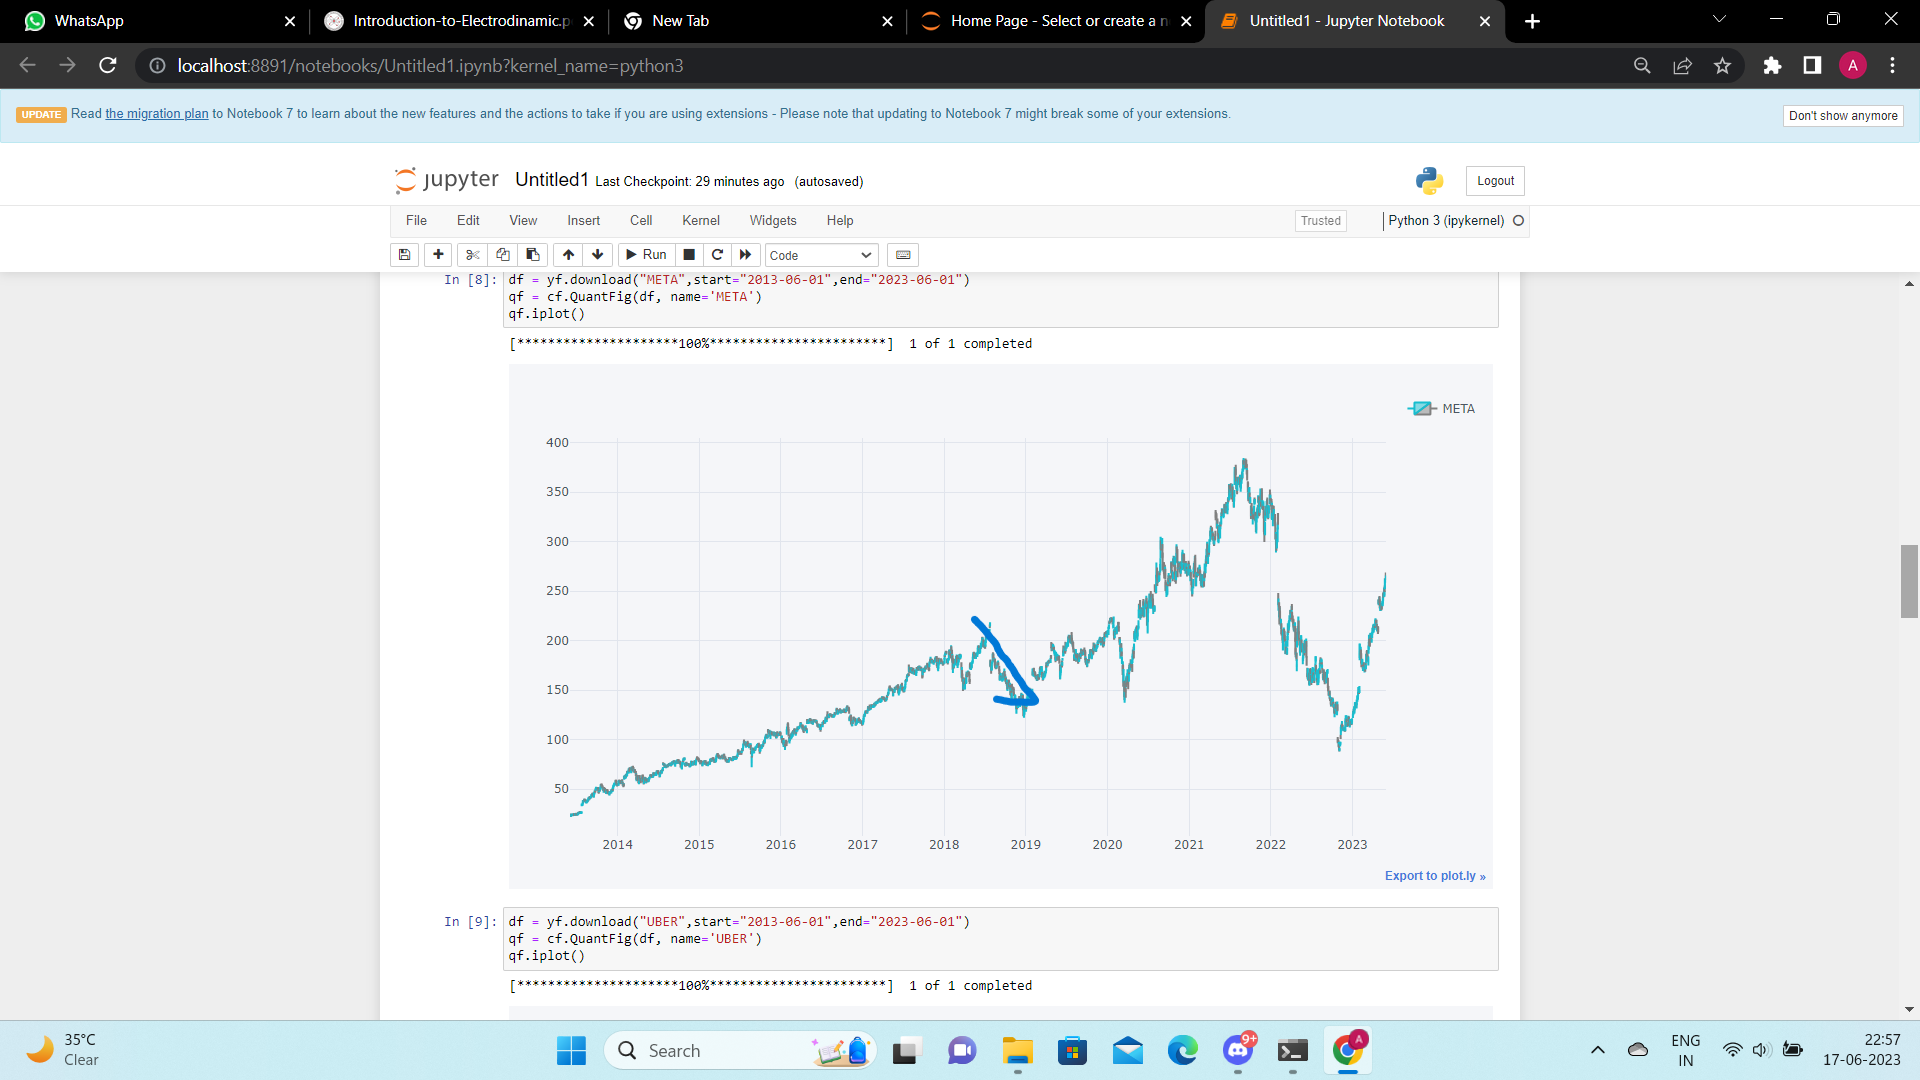 WhatsApp
Introduction-to-Electrodinamic.p
New Tab
Home Page - Select or create a n
Untitled1 - Jupyter Notebook
localhost:8891/notebooks/Untitled1.ipynb?kernel_name=python3
A
UPDATE Read the migration plan to Notebook 7 to learn about the new features and the actions to take if you are using extensions - Please note that updating to Notebook 7 might break some of your extensions.
Don't show anymore
jupyter Untitled1 Last Checkpoint: 29 minutes ago (autosaved)
Logout
File Edit View Insert Cell Kernel Widgets Help
Trusted
Python 3 (ipykernel)
Run
Code
In [8]: df = yf.download("META",start="2013-06-01",end="2023-06-01")
qf = cf.QuantFig(df, name='META')
qf.iplot()
[*********************100%***********************] 1 of 1 completed
META
400
350
300
250
200
150
100
50
2014 2015 2016 2017 2018 2019 2020 2021 2022 2023
Export to plot.ly »
In [9]: df = yf.download("UBER",start="2013-06-01",end="2023-06-01")
qf = cf.QuantFig(df, name='UBER')
qf.iplot()
[*********************100%***********************] 1 of 1 completed
35°C
Clear
Search
9+
A
ENG
IN
22:57
17-06-2023